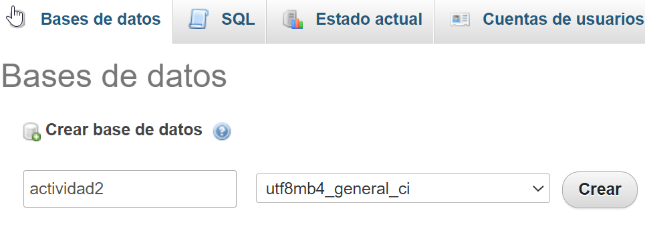 Bases de datos SQL Estado actual Cuentas de usuarios
Bases de datos
Crear base de datos
actividad2 utf8mb4_general_ci Crear